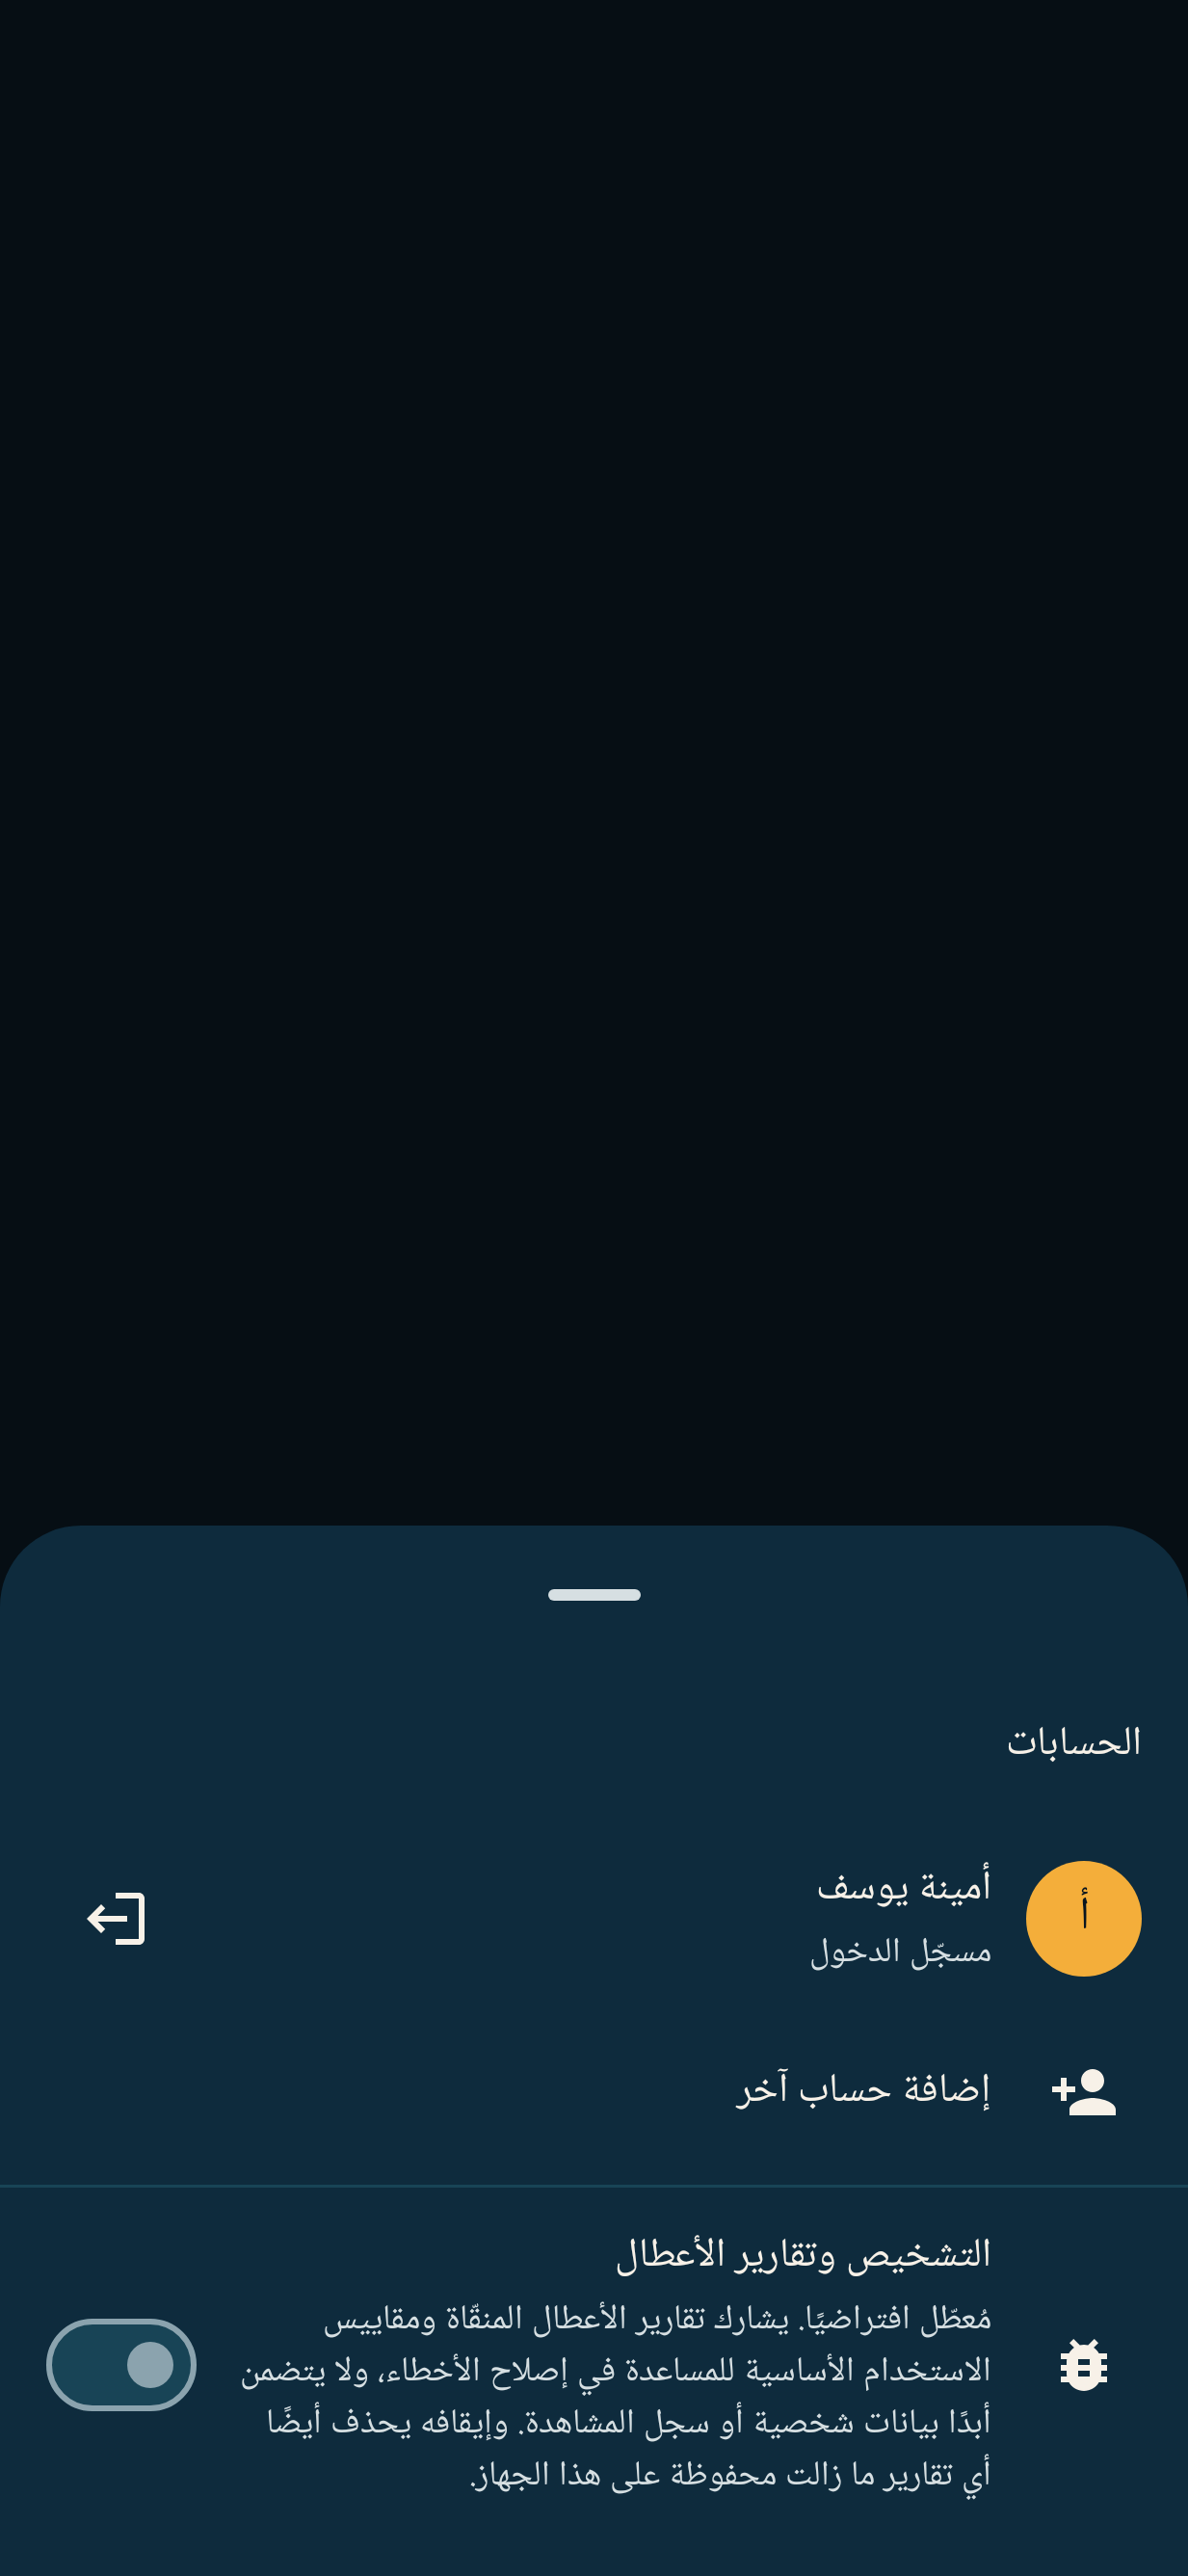 الحسابات
أ
أمينة يوسف
مسجّل الدخول
إضافة حساب آخر
التشخيص وتقارير الأعطال
مُعطّل افتراضيًا. يشارك تقارير الأعطال المنقّاة ومقاييس
الاستخدام الأساسية للمساعدة في إصلاح الأخطاء، ولا يتضمن
أبدًا بيانات شخصية أو سجل المشاهدة. وإيقافه يحذف أيضًا
أي تقارير ما زالت محفوظة على هذا الجهاز.